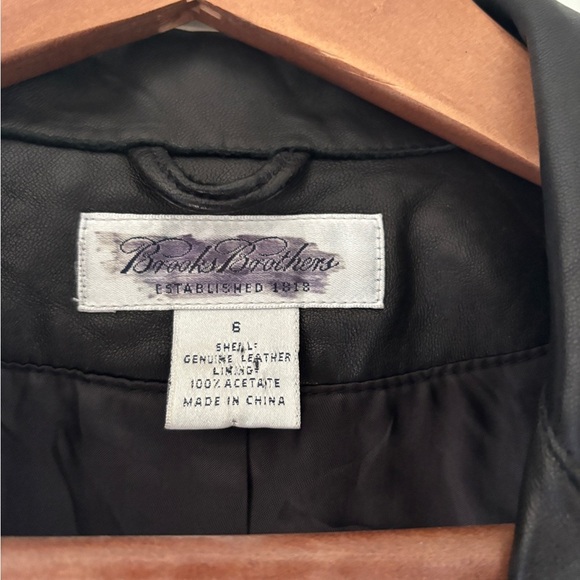 Brooks Brothers
ESTABLISHED 1818
6
SHELL:
GENUINE LEATHER
LINING:
100% ACETATE
MADE IN CHINA